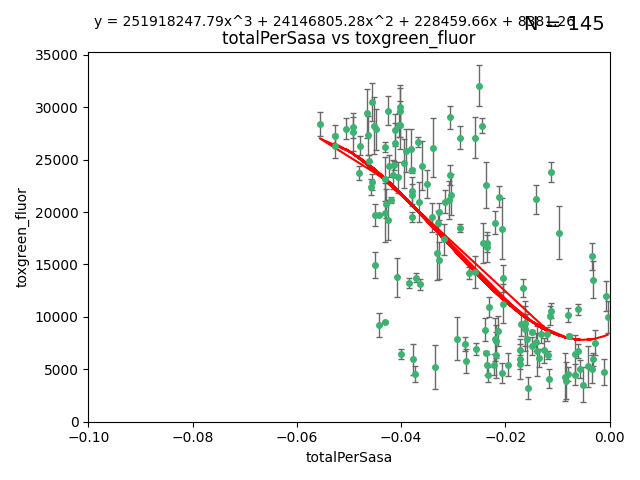 y = 251918247.79x^3 + 24146805.28x^2 + 228459.66x + 8381.26
N = 145
totalPerSasa vs toxgreen_fluor
35000
30000
25000
20000
15000
10000
5000
0
toxgreen_fluor
−0.10 −0.08 −0.06 −0.04 −0.02 0.00
totalPerSasa